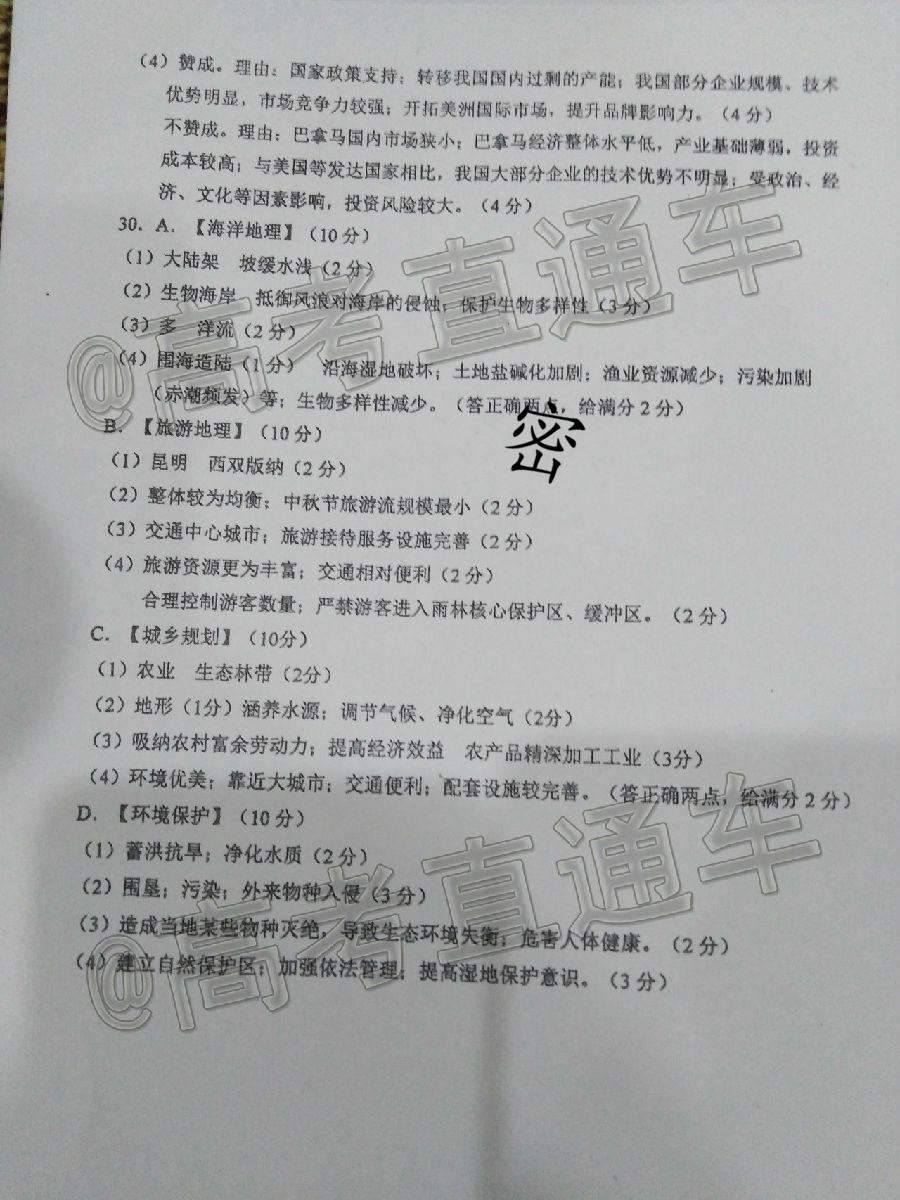 (4) 赞成。理由：国家政策支持；转移我国国内过剩的产能；我国部分企业规模、技术
优势明显，市场竞争力较强；开拓美洲国际市场，提升品牌影响力。（4 分）
不赞成。理由：巴拿马国内市场狭小；巴拿马经济整体水平低，产业基础薄弱，投资
成本较高；与美国等发达国家相比，我国大部分企业的技术优势不明显；受政治、经
济、文化等因素影响，投资风险较大。（4 分）
30. A. 【海洋地理】（10 分）
(1) 大陆架 坡缓水浅（2 分）
(2) 生物海岸 抵御风浪对海岸的侵蚀；保护生物多样性（3 分）
(3) 多 洋流（2 分）
(4) 围海造陆（1 分） 沿海湿地破坏；土地盐碱化加剧；渔业资源减少；污染加剧
（赤潮频发）等；生物多样性减少。（答正确两点，给满分 2 分）
密
B. 【旅游地理】（10 分）
(1) 昆明 西双版纳（2 分）
(2) 整体较为均衡；中秋节旅游流规模最小（2 分）
(3) 交通中心城市；旅游接待服务设施完善（2 分）
(4) 旅游资源更为丰富；交通相对便利（2 分）
合理控制游客数量；严禁游客进入雨林核心保护区、缓冲区。（2 分）
C. 【城乡规划】（10分）
(1) 农业 生态林带（2分）
(2) 地形（1分）涵养水源；调节气候、净化空气（2分）
(3) 吸纳农村富余劳动力；提高经济效益 农产品精深加工工业（3分）
(4) 环境优美；靠近大城市；交通便利；配套设施较完善。（答正确两点，给满分 2 分）
D. 【环境保护】（10 分）
(1) 蓄洪抗旱；净化水质（2 分）
(2) 围垦；污染；外来物种入侵（3 分）
(3) 造成当地某些物种灭绝，导致生态环境失衡；危害人体健康。（2 分）
(4) 建立自然保护区；加强依法管理；提高湿地保护意识。（3 分）
@高考直通车
@高考直通车